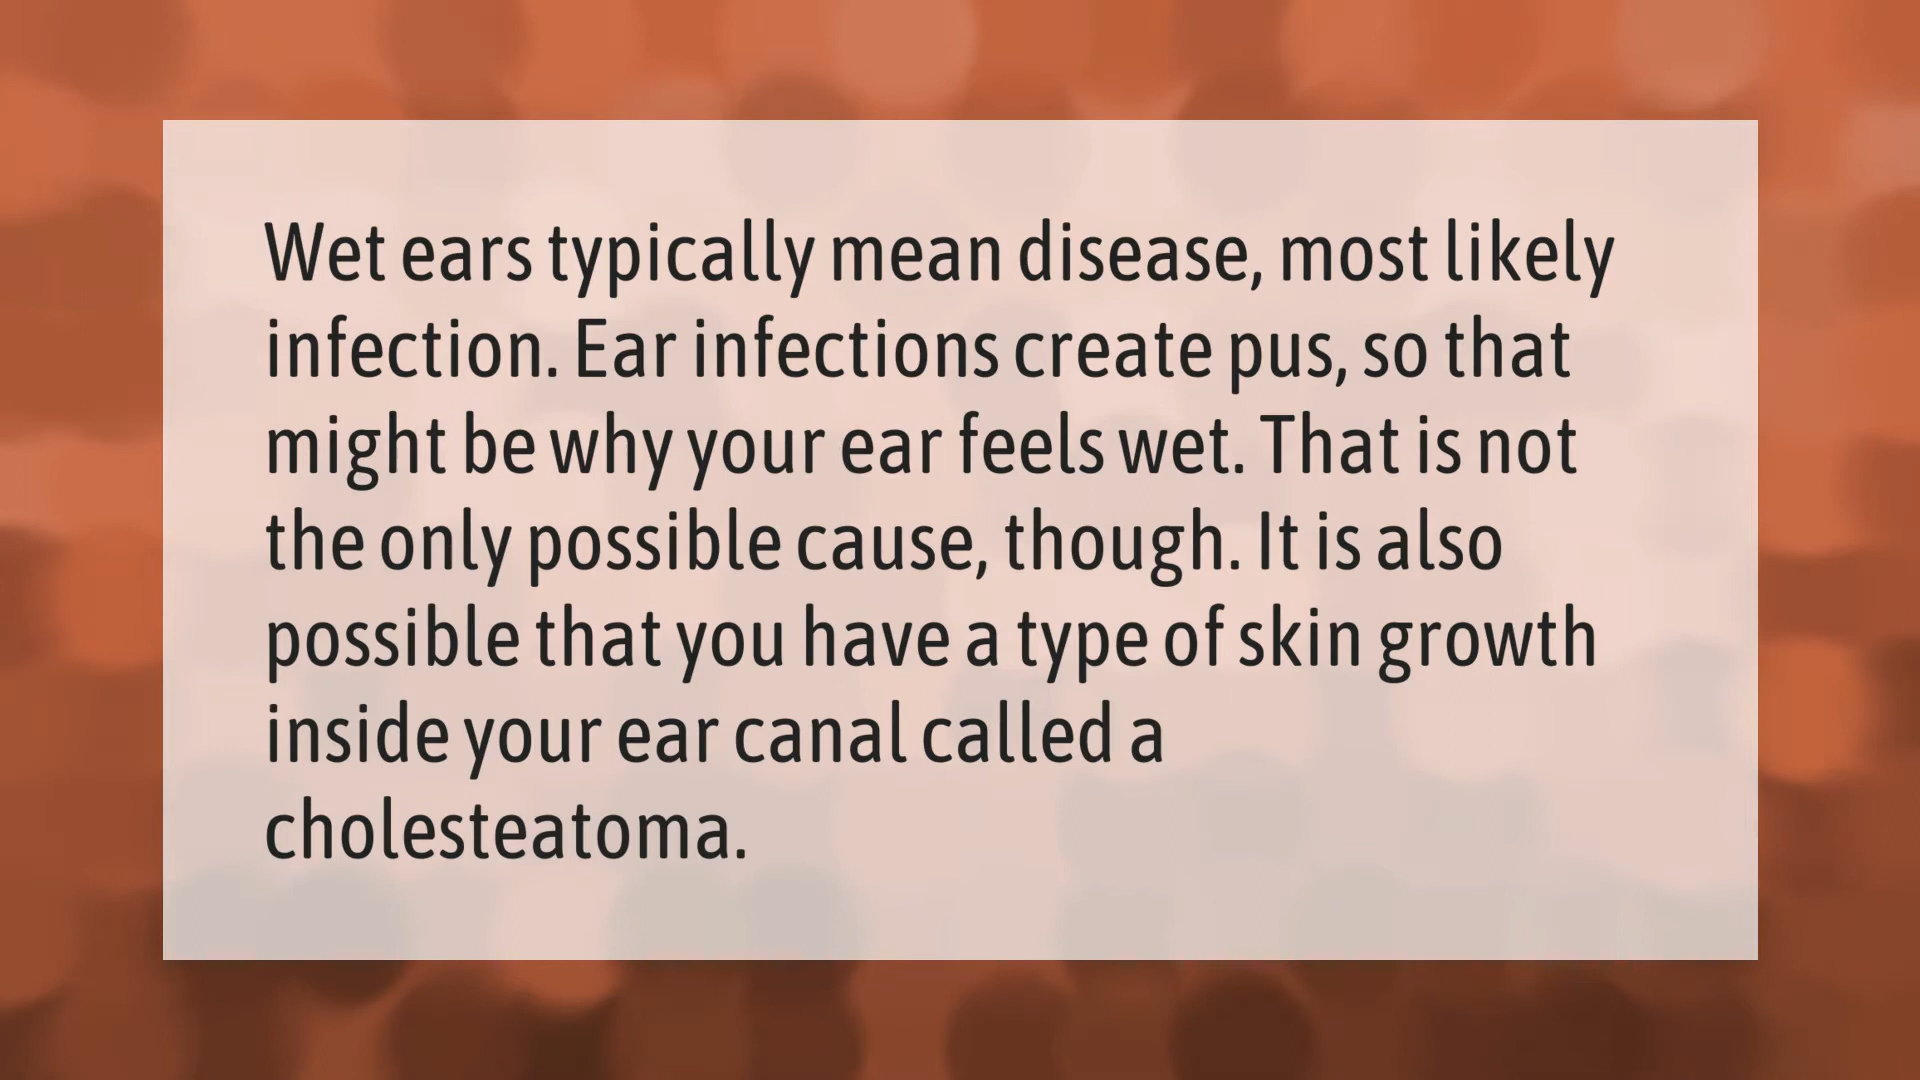 Wet ears typically mean disease, most likely
infection. Ear infections create pus, so that
might be why your ear feels wet. That is not
the only possible cause, though. It is also
possible that you have a type of skin growth
inside your ear canal called a
cholesteatoma.